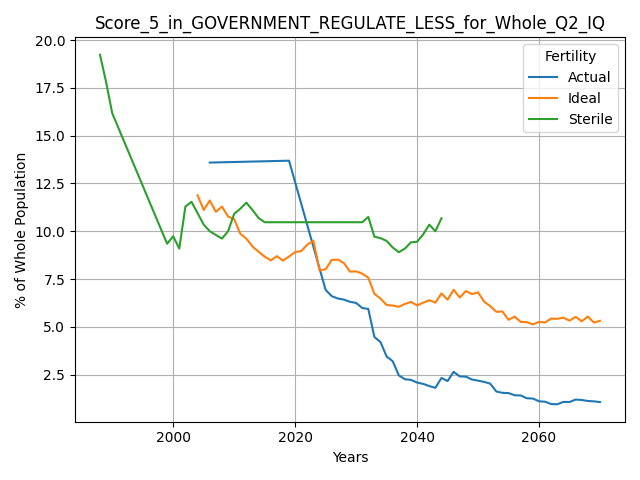 Score_5_in_GOVERNMENT_REGULATE_LESS_for_Whole_Q2_IQ
% of Whole Population
20.0
17.5
15.0
12.5
10.0
7.5
5.0
2.5
Fertility
Actual
Ideal
Sterile
2000
2020
2040
2060
Years